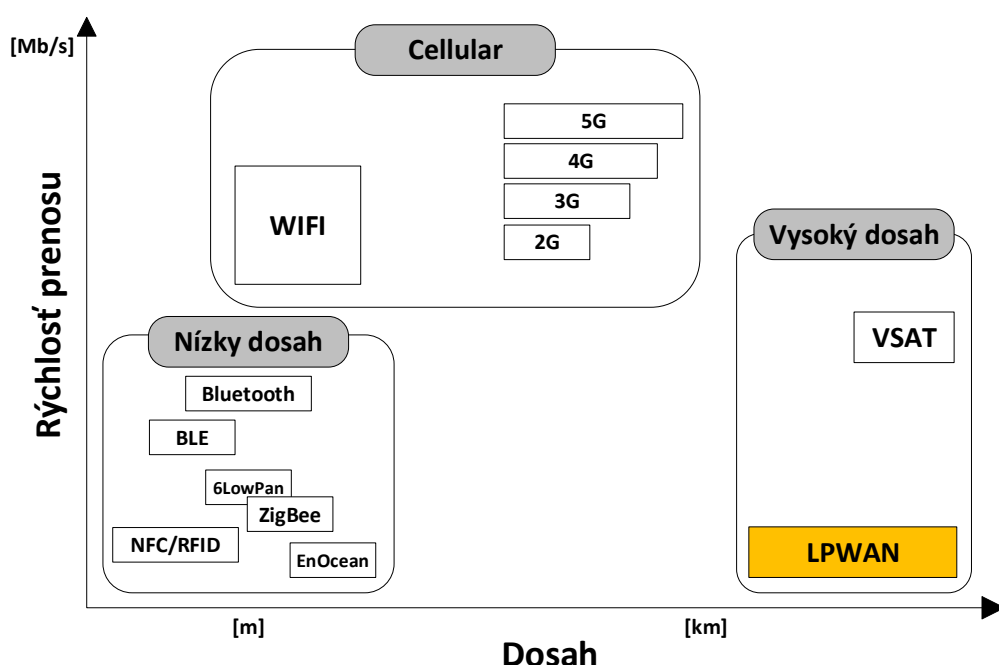 [Mb/s]
Cellular
5G
4G
3G
2G
WIFI
Vysoký dosah
VSAT
LPWAN
Rýchlosť prenosu
Nízky dosah
Bluetooth
BLE
6LowPan
ZigBee
NFC/RFID
EnOcean
[m]
[km]
Dosah